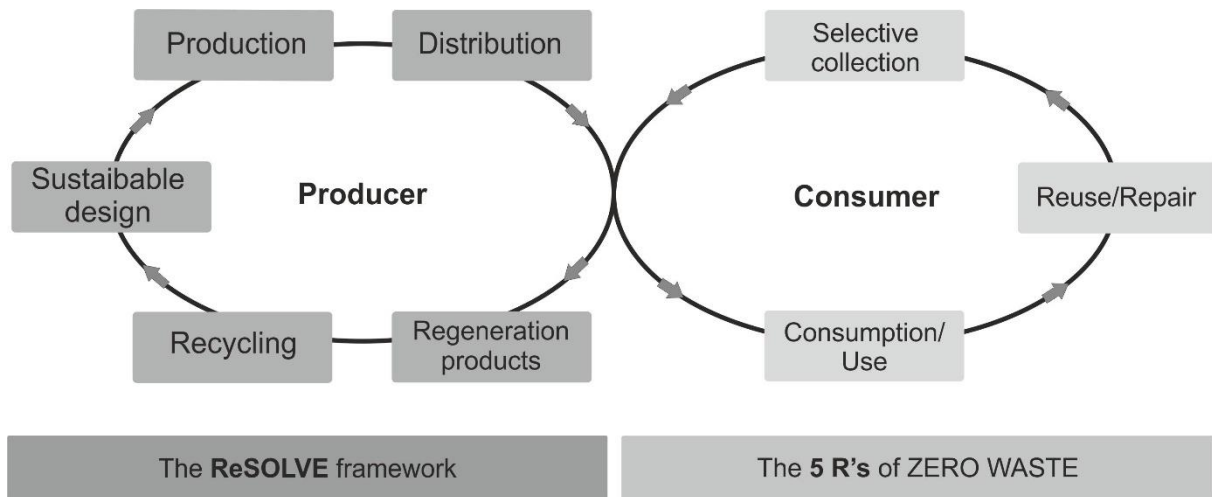 Production
Distribution
Selective
collection
Sustaibable
design
Producer
Consumer
Reuse/Repair
Recycling
Regeneration
products
Consumption/
Use
The ReSOLVE framework
The 5 R's of ZERO WASTE